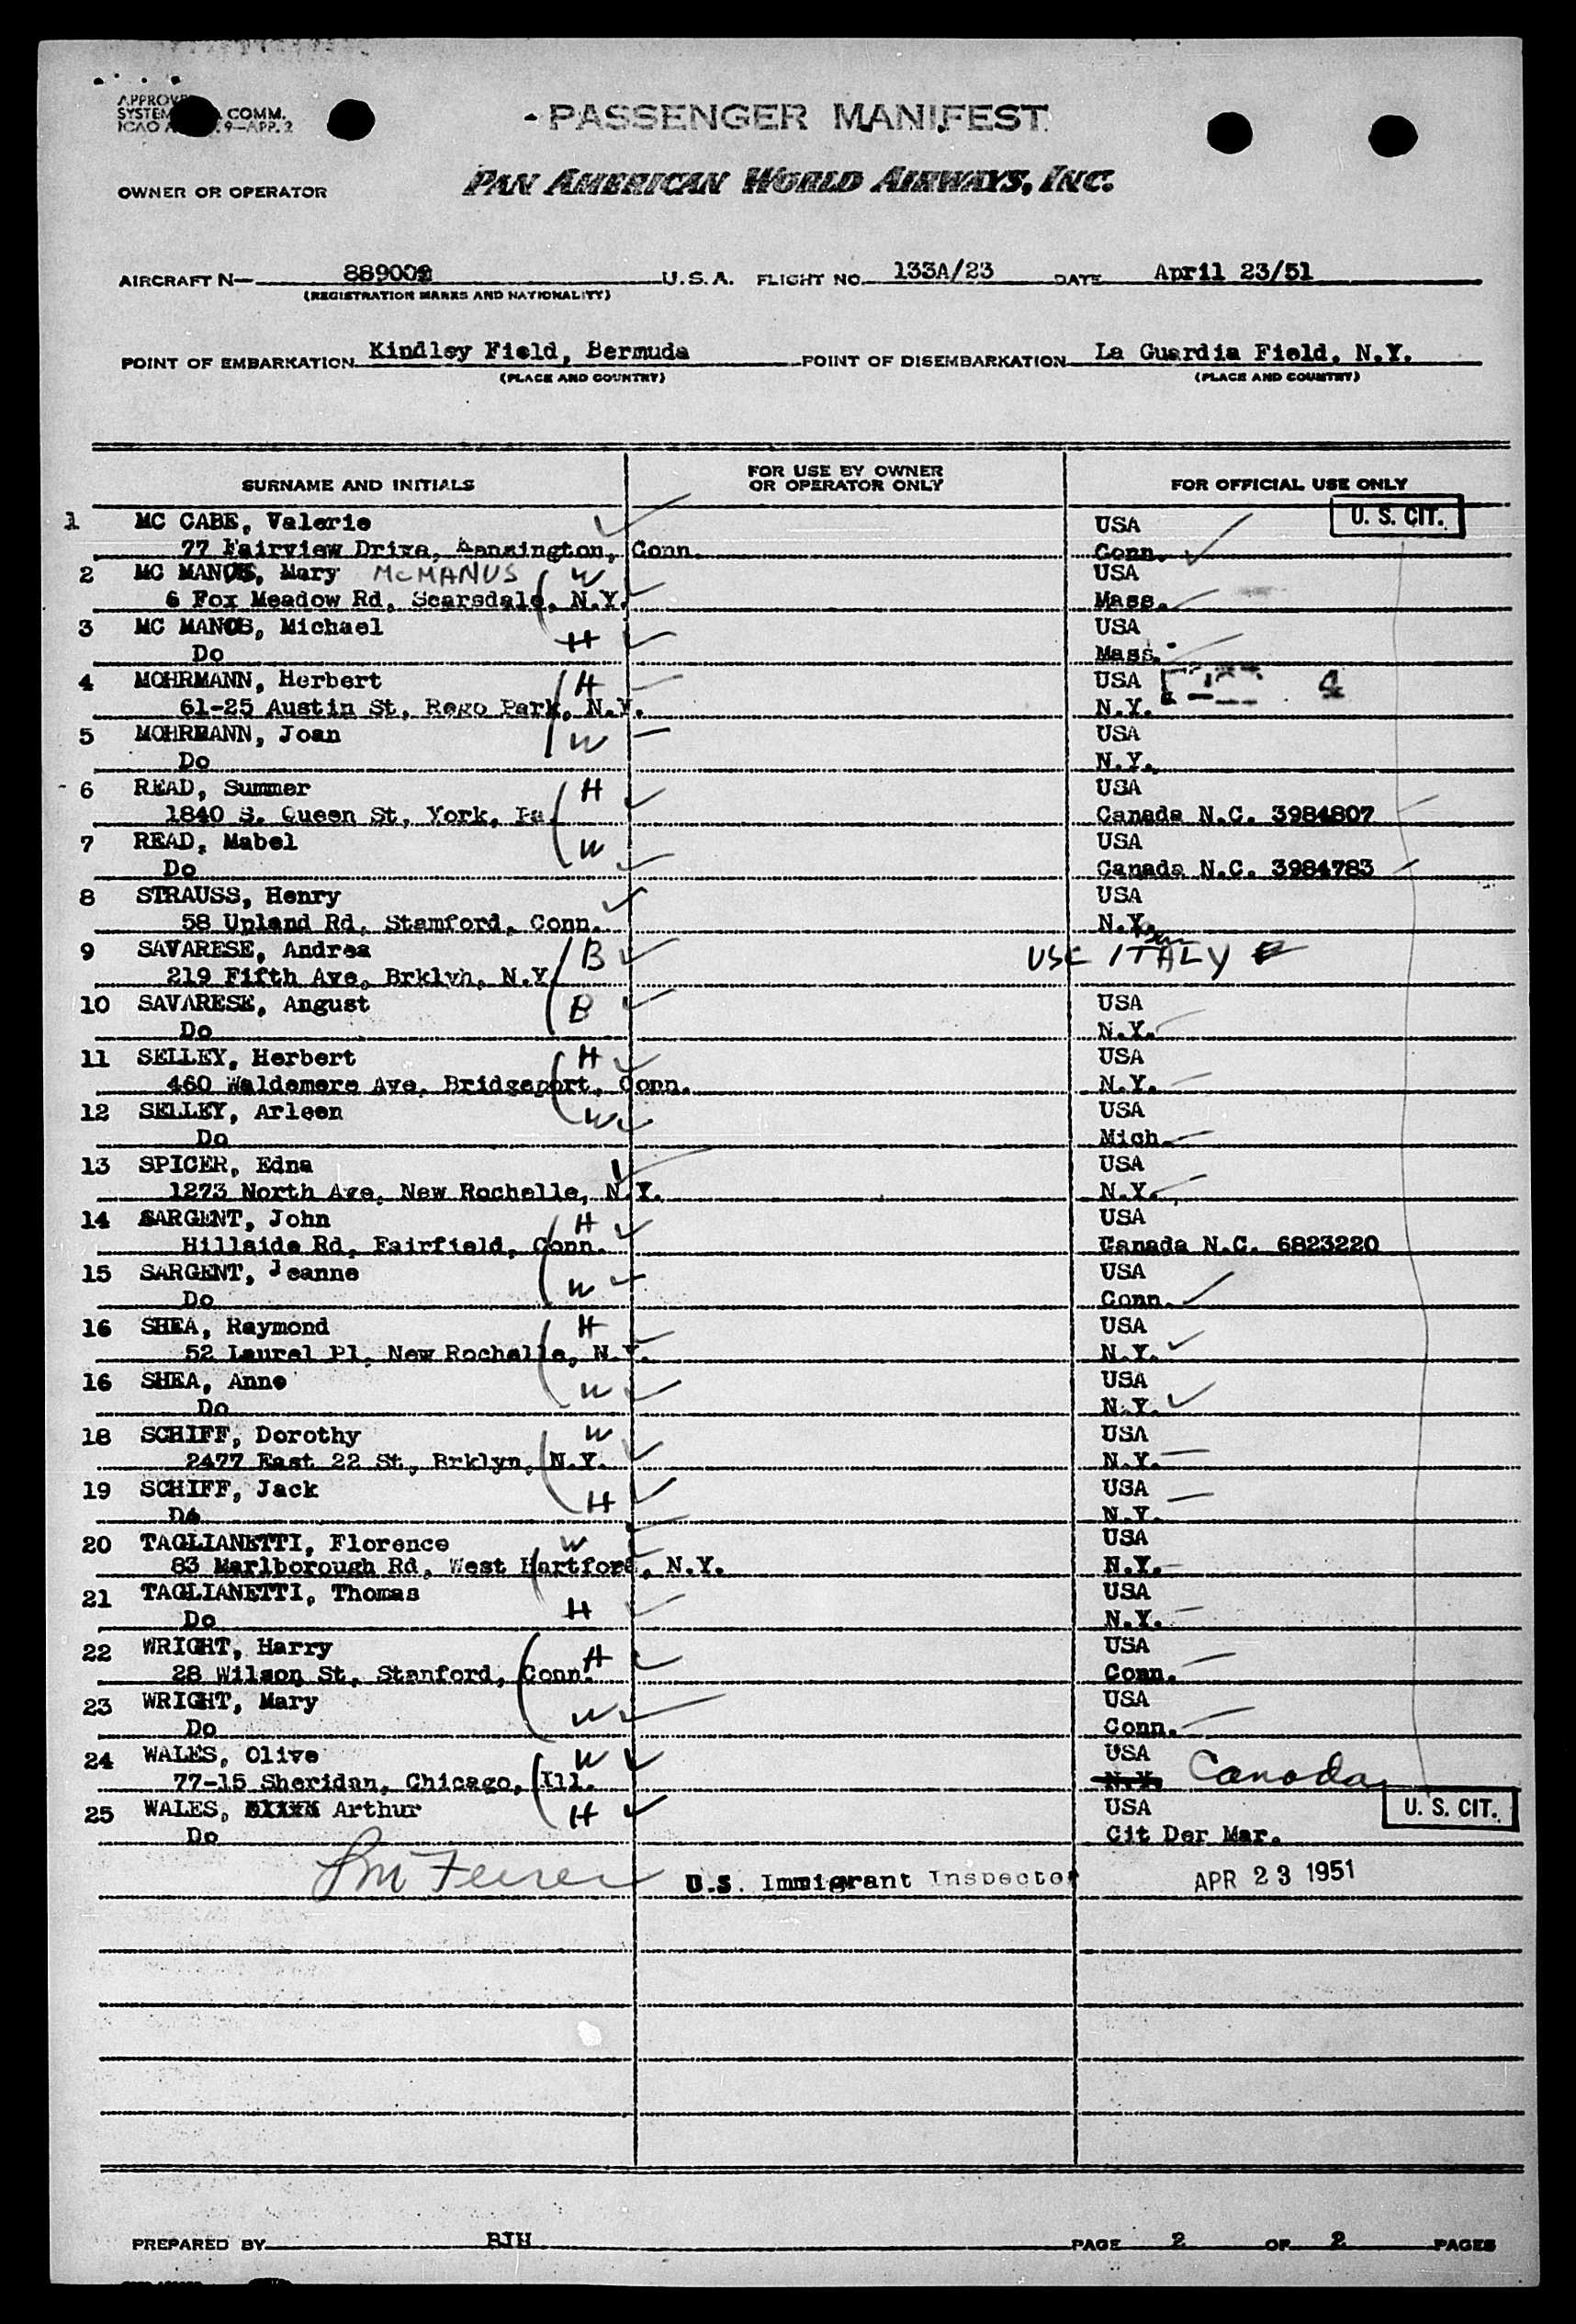 PASSENGER MANIFEST
COMM.
9—APP. 2
OWNER OR OPERATOR PAN AMERICAN WORLD AIRWAYS, INC.
AIRCRAFT N— U.S.A. FLIGHT NO. 133A/23 DATE April 23/51
(REGISTRATION MARKS AND NATIONALITY)
POINT OF EMBARKATION Kindley Field, Bermuda POINT OF DISEMBARKATION La Guardia Field, N.Y.
(PLACE AND COUNTRY) (PLACE AND COUNTRY)
SURNAME AND INITIALS FOR USE BY OWNER OR OPERATOR ONLY FOR OFFICIAL USE ONLY
1 MC CABE, Valerie USA U. S. CIT.
77 Fairview Conn. Conn.
2 MC Mary McMANUS W USA
6 Fox Meadow Rd, Scarsdale, N.Y. Mass.
3 MC Michael H USA
Do Mass.
4 MOHRMANN, Herbert H USA
61-25 Austin St, Rego Park, N.Y. N.Y.
5 MOHRMANN, Joan W USA
Do N.Y.
6 READ, Summer H USA
1840 S. Queen St, York, Pa Canada N.C. 3984807
7 READ, Mabel W USA
Do Canada N.C. 3984783
8 STRAUSS, Henry USA
58 Upland Rd, Stamford, Conn. N.Y.
9 SAVARESE, Andrea B USC ITALY
219 Fifth Ave, Brklyn, N.Y.
10 SAVARESE, Angust B USA
Do N.Y.
11 SELLEY, Herbert H USA
460 Waldemere Ave, Bridgeport, Conn. N.Y.
12 SELLEY, Arleen W USA
Do Mich.
13 SPICER, Edna USA
1273 North Ave, New Rochelle, N.Y. N.Y.
14 SARGENT, John H USA
Hillside Rd, Fairfield, Conn. Canada N.C. 6823220
15 SARGENT, Jeanne W USA
Do Conn.
16 SHEA, Raymond H USA
52 Laurel Pl, New Rochelle, N.Y. N.Y.
16 SHEA, Anne W USA
Do N.Y.
18 SCHIFF, Dorothy W USA
2477 East 22 St, Brklyn, N.Y. N.Y.
19 SCHIFF, Jack H USA
Do N.Y.
20 TAGLIANETTI, Florence W USA
83 Marlborough Rd, West Hartford, N.Y. N.Y.
21 TAGLIANETTI, Thomas H USA
Do N.Y.
22 WRIGHT, Harry H USA
28 Wilson St, Stanford, Conn. Conn.
23 WRIGHT, Mary W USA
Do Conn.
24 WALES, Olive W USA
77-15 Sheridan, Chicago, Ill. N.Y. Canada
25 WALES, Arthur H USA U. S. CIT.
Do Cit Der Mar.
U.S. Immigrant Inspector APR 23 1951
PREPARED BY PAGE 2 OF 2 PAGES